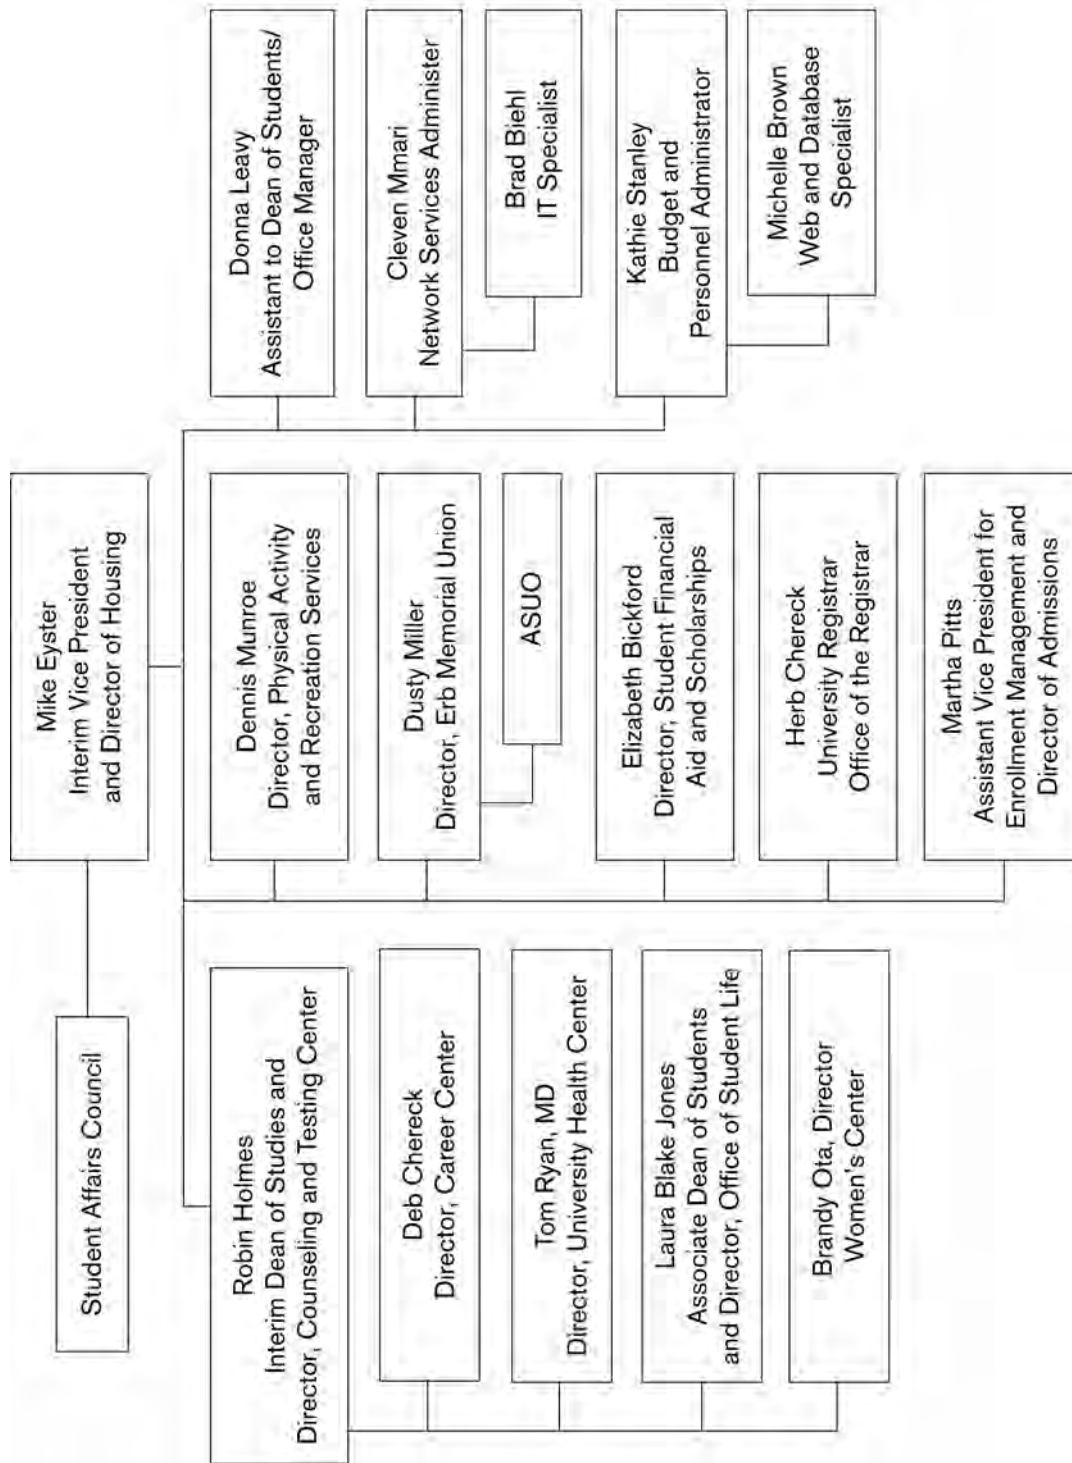 Mike Eyster
Interim Vice President
and Director of Housing
Student Affairs Council
Robin Holmes
Interim Dean of Studies and
Director, Counseling and Testing Center
Deb Chereck
Director, Career Center
Tom Ryan, MD
Director, University Health Center
Laura Blake Jones
Associate Dean of Students
and Director, Office of Student Life
Brandy Ota, Director
Women's Center
Dennis Munroe
Director, Physical Activity
and Recreation Services
Dusty Miller
Director, Erb Memorial Union
ASUO
Elizabeth Bickford
Director, Student Financial
Aid and Scholarships
Herb Chereck
University Registrar
Office of the Registrar
Martha Pitts
Assistant Vice President for
Enrollment Management and
Director of Admissions
Donna Leavy
Assistant to Dean of Students/
Office Manager
Cleven Mmari
Network Services Administer
Brad Biehl
IT Specialist
Kathie Stanley
Budget and
Personnel Administrator
Michelle Brown
Web and Database
Specialist